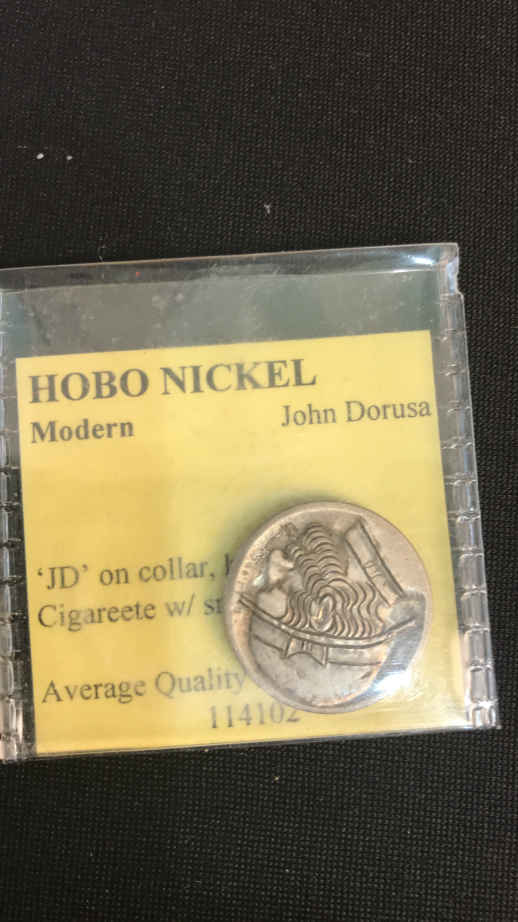 HOBO NICKEL
Modern John Dorusa
'JD' on collar,
Cigareete w/
Average Quality
114102